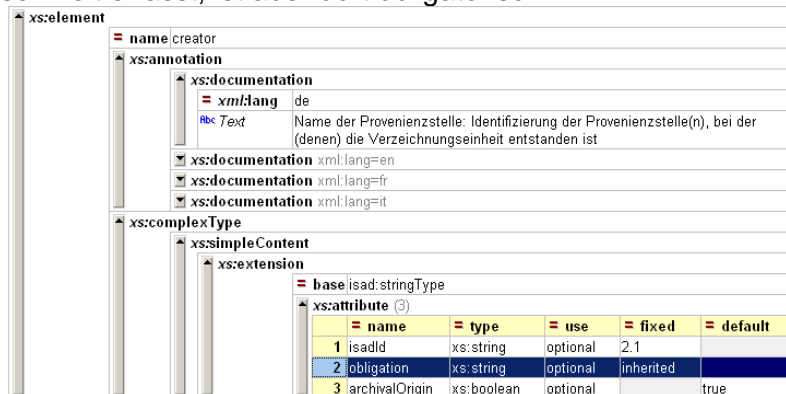 xs:element
= name creator
xs:annotation
xs:documentation
= xml:lang de
Abc Text Name der Provenienzstelle: Identifizierung der Provenienzstelle(n), bei der
(denen) die Verzeichnungseinheit entstanden ist
xs:documentation xml:lang=en
xs:documentation xml:lang=fr
xs:documentation xml:lang=it
xs:complexType
xs:simpleContent
xs:extension
= base isad:stringType
xs:attribute (3)
= name = type = use = fixed = default
1 isadId xs:string optional 2.1
2 obligation xs:string optional inherited
3 archivalOrigin xs:boolean optional true